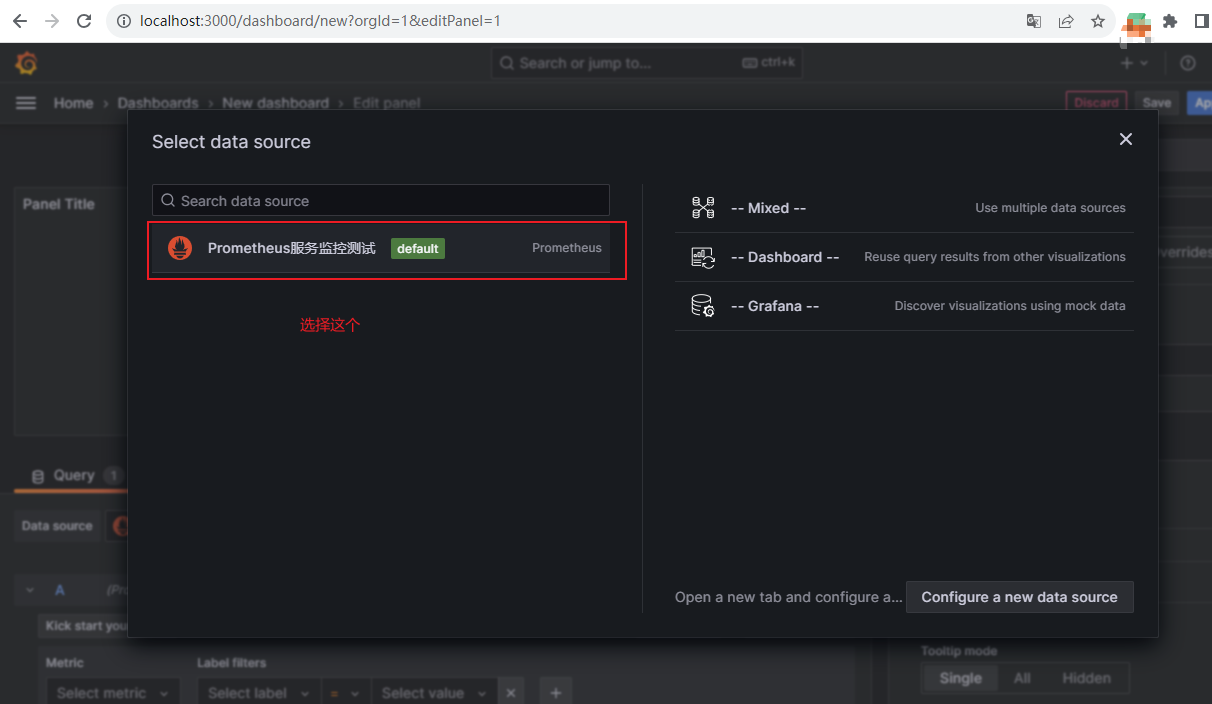 localhost:3000/dashboard/new?orgId=1&editPanel=1
Search or jump to... ctrl+k
Home › Dashboards › New dashboard › Edit panel
Discard Save
Select data source
Panel Title
Search data source
Prometheus服务监控测试 default Prometheus
选择这个
-- Mixed -- Use multiple data sources
-- Dashboard -- Reuse query results from other visualizations
-- Grafana -- Discover visualizations using mock data
Open a new tab and configure a... Configure a new data source
Query 1
Data source
A
Kick start your
Metric Label filters
Select metric Select label = Select value
Tooltip mode
Single All Hidden